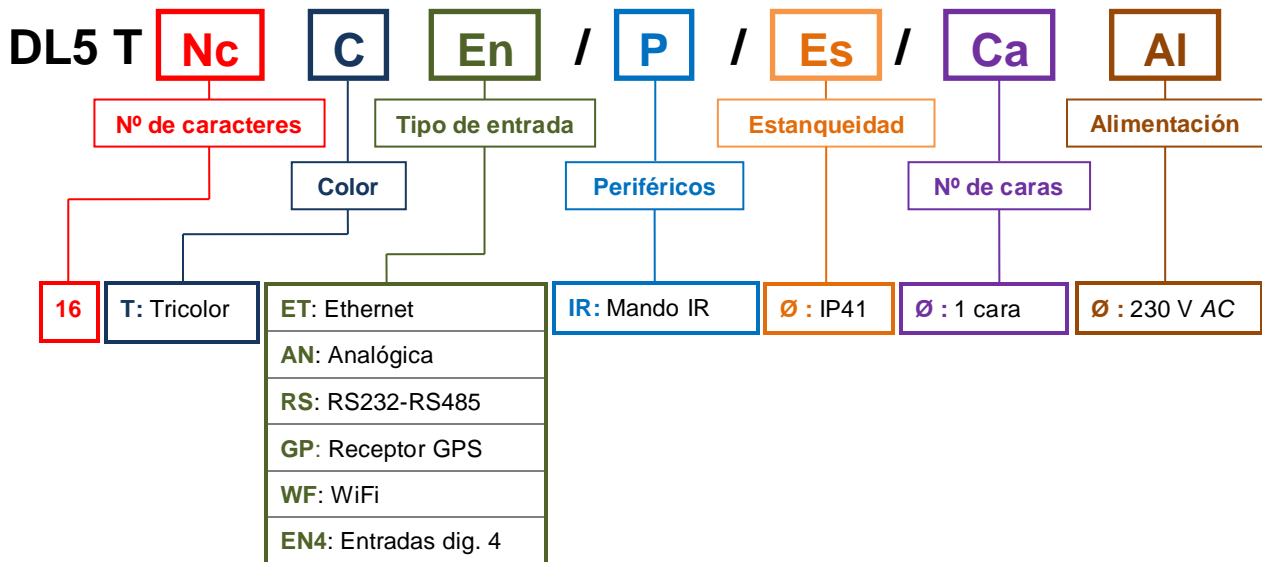 DL5 T Nc C En / P / Es / Ca Al
Nº de caracteres
Tipo de entrada
Estanqueidad
Alimentación
Color
Periféricos
Nº de caras
16
T: Tricolor
ET: Ethernet
IR: Mando IR
Ø : IP41
Ø : 1 cara
Ø : 230 V AC
AN: Analógica
RS: RS232-RS485
GP: Receptor GPS
WF: WiFi
EN4: Entradas dig. 4